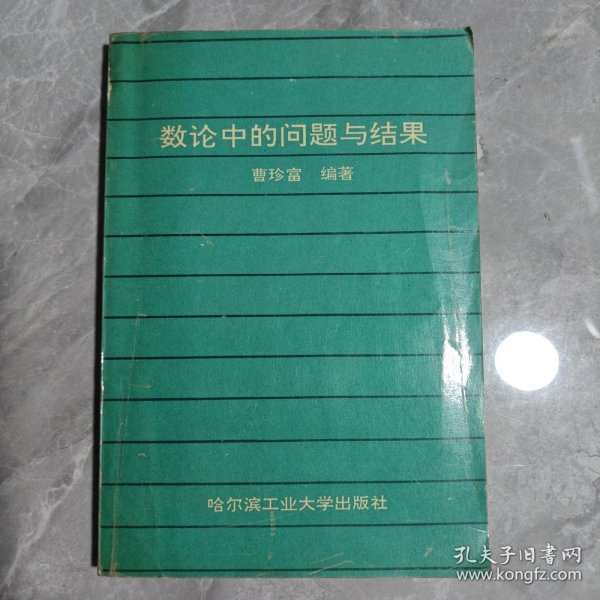 数论中的问题与结果
曹珍富 编著
哈尔滨工业大学出版社
孔夫子旧书网
www.kongfz.com